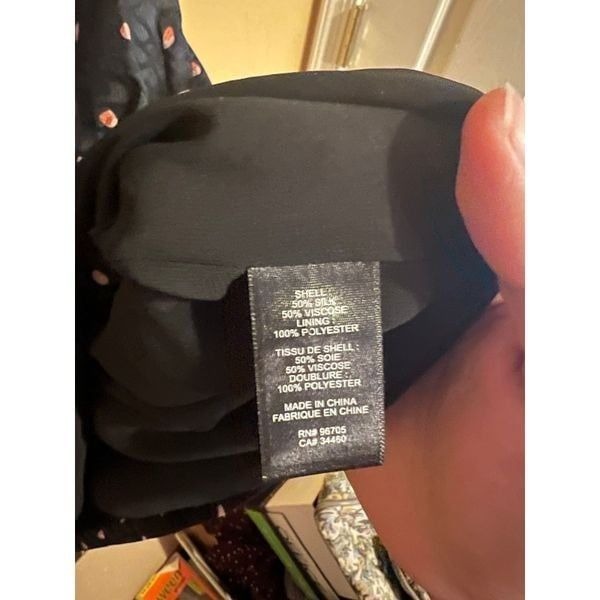 SHELL :
50% SILK
50% VISCOSE
LINING :
100% POLYESTER
TISSU DE SHELL :
50% SOIE
50% VISCOSE
DOUBLURE :
100% POLYESTER
MADE IN CHINA
FABRIQUE EN CHINE
RN# 96705
CA# 34460